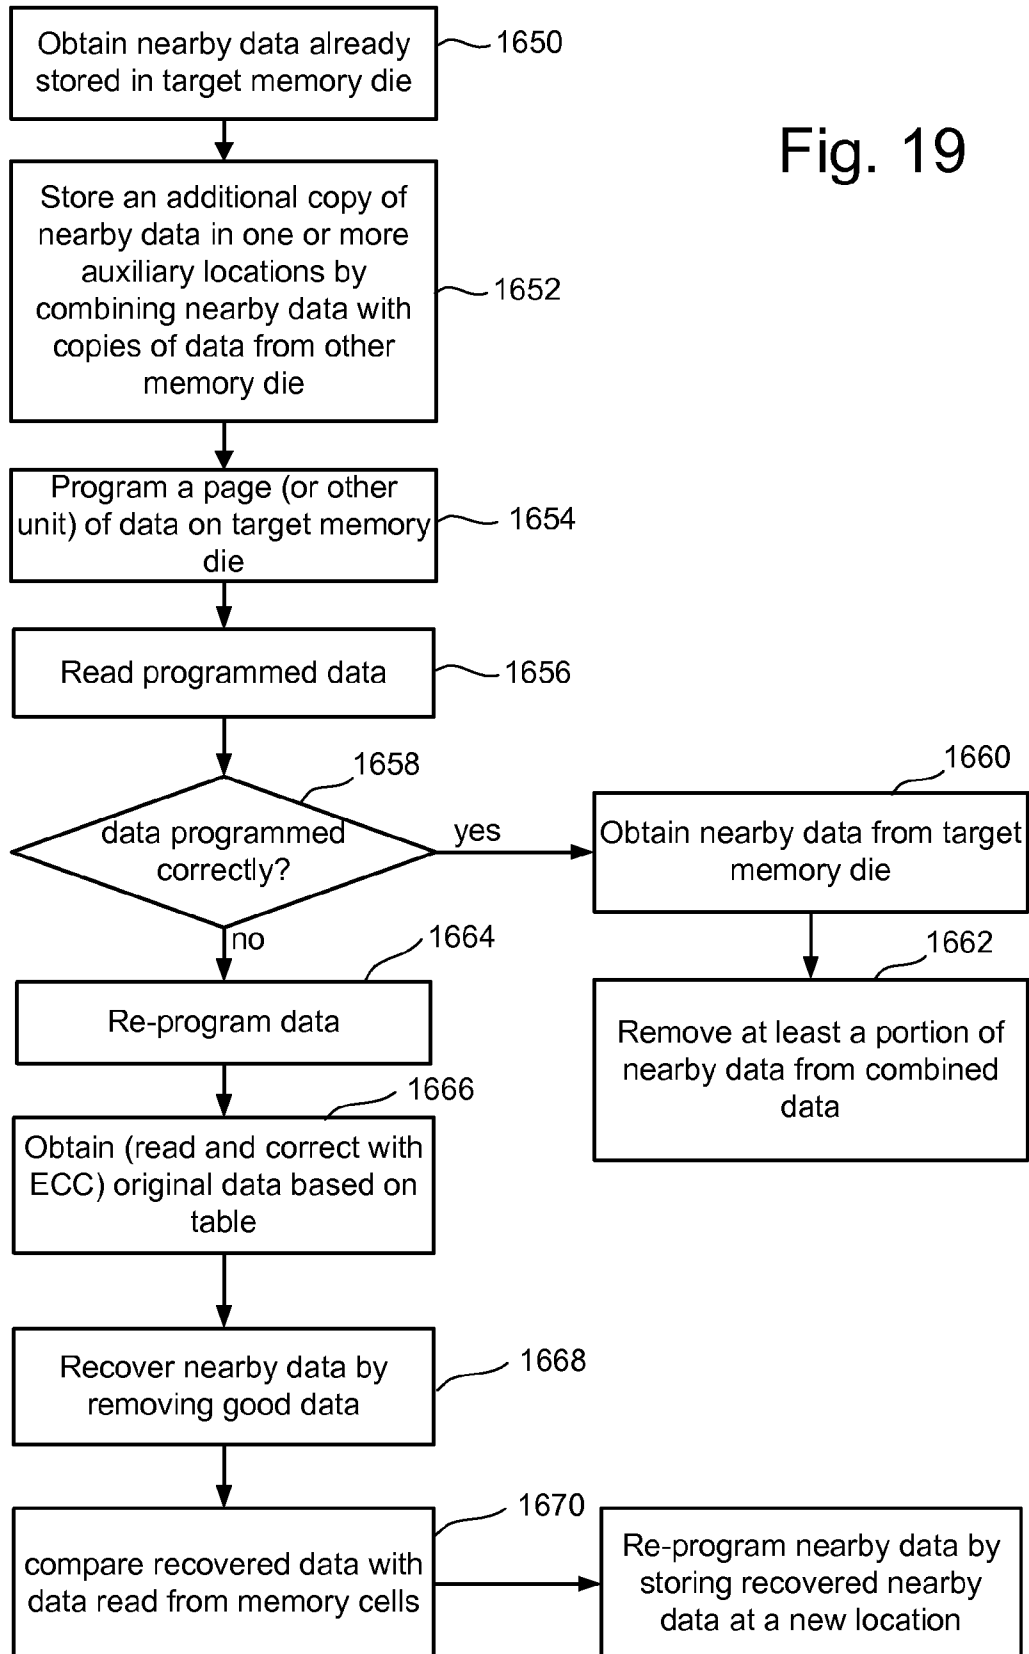 Obtain nearby data already
stored in target memory die
1650
Fig. 19
Store an additional copy of
nearby data in one or more
auxiliary locations by
combining nearby data with
copies of data from other
memory die
1652
Program a page (or other
unit) of data on target memory
die
1654
Read programmed data
1656
1658
data programmed
correctly?
yes
1660
Obtain nearby data from target
memory die
no
1662
Remove at least a portion of
nearby data from combined
data
1664
Re-program data
1666
Obtain (read and correct with
ECC) original data based on
table
Recover nearby data by
removing good data
1668
1670
compare recovered data with
data read from memory cells
Re-program nearby data by
storing recovered nearby
data at a new location